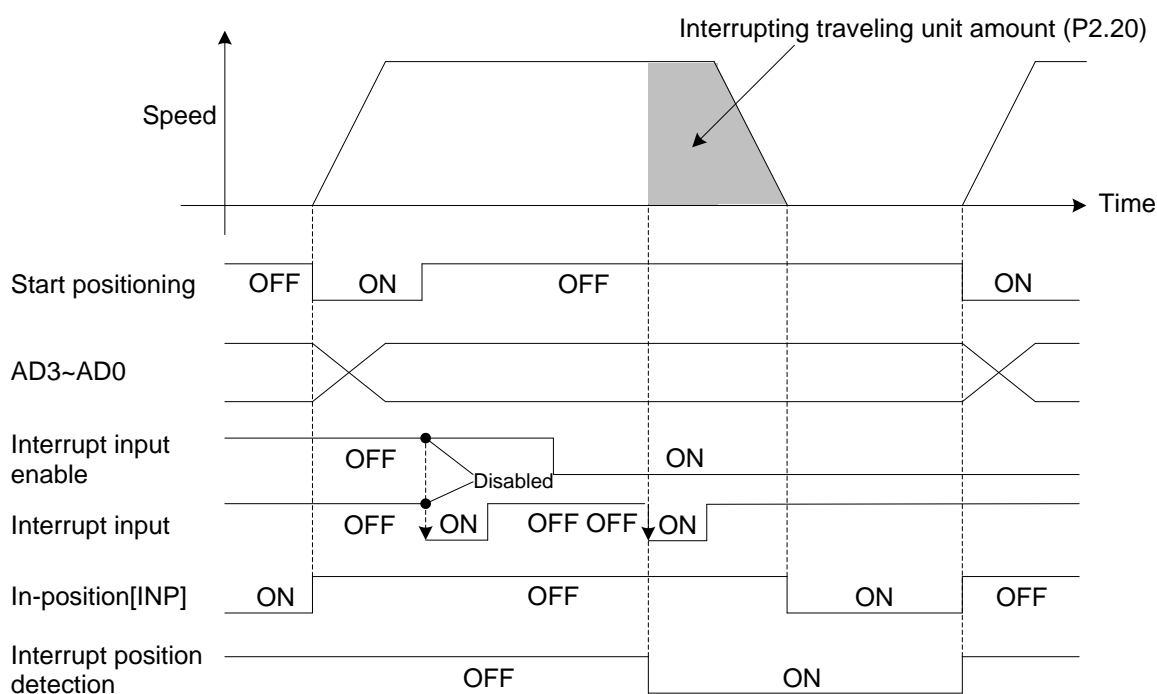 Interrupting traveling unit amount (P2.20)
Speed
Time
Start positioning OFF ON OFF ON
AD3~AD0
Interrupt input
enable
OFF ON
Disabled
Interrupt input OFF ON OFF OFF ON
In-position[INP] ON OFF ON OFF
Interrupt position
detection
OFF ON